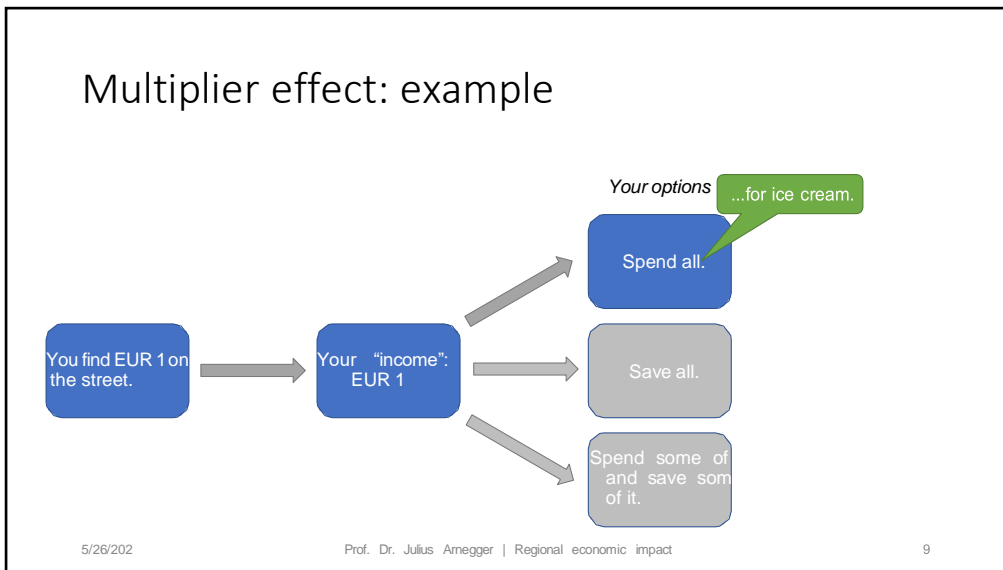 Multiplier effect: example
Your options
...for ice cream.
Spend all.
You find EUR 1 on
the street.
Your "income":
EUR 1
Save all.
Spend some of
and save som
of it.
5/26/202
Prof. Dr. Julius Arnegger | Regional economic impact
9